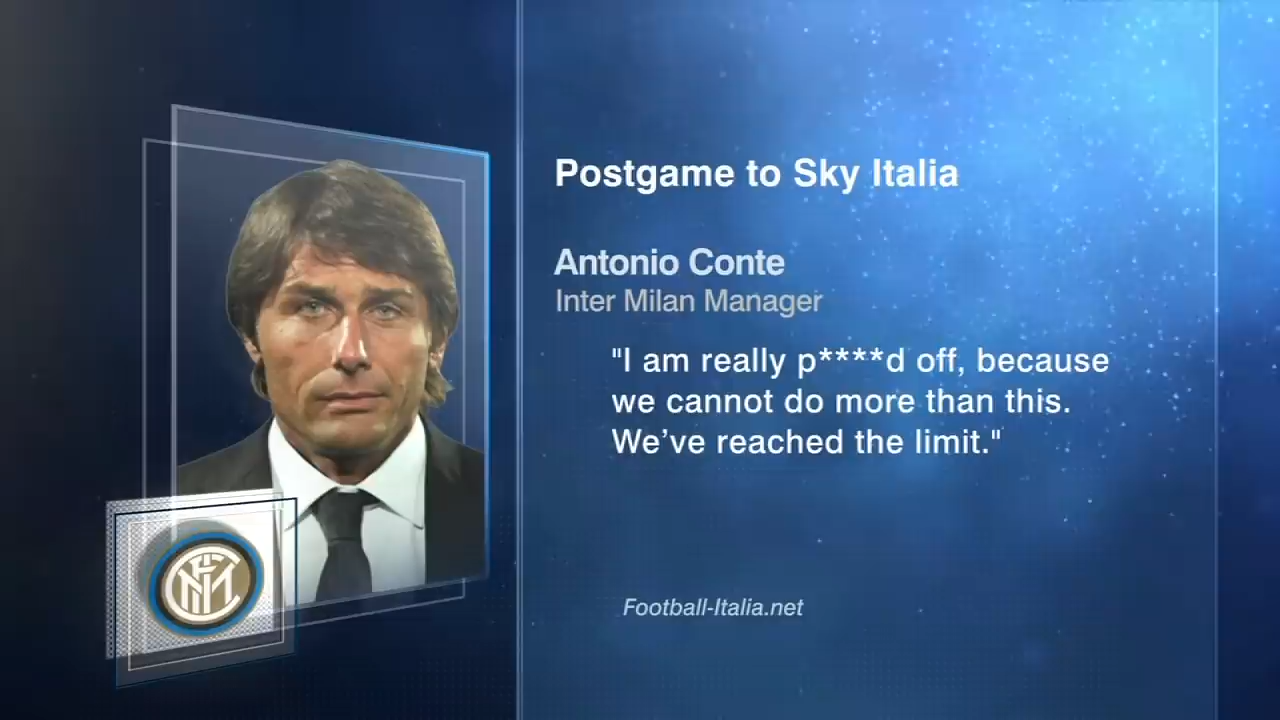 Postgame to Sky Italia
Antonio Conte
Inter Milan Manager
"I am really p****d off, because
we cannot do more than this.
We’ve reached the limit."
Football-Italia.net